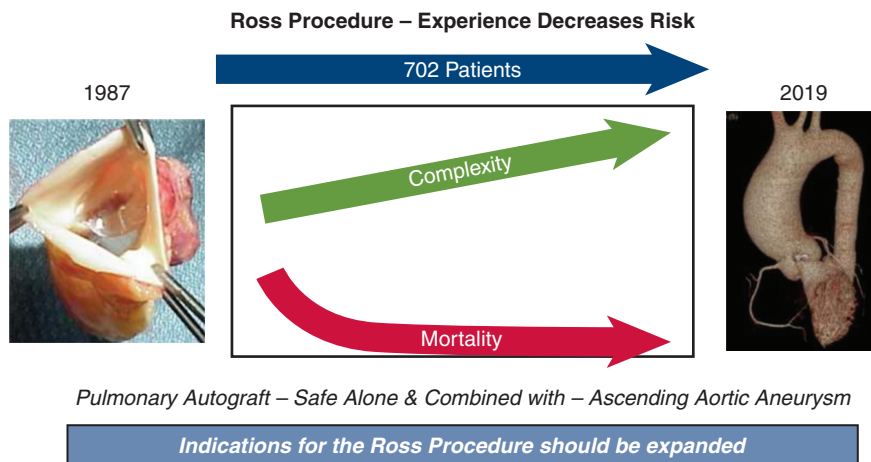 Ross Procedure – Experience Decreases Risk
702 Patients
1987
2019
Complexity
Mortality
Pulmonary Autograft – Safe Alone & Combined with – Ascending Aortic Aneurysm
Indications for the Ross Procedure should be expanded